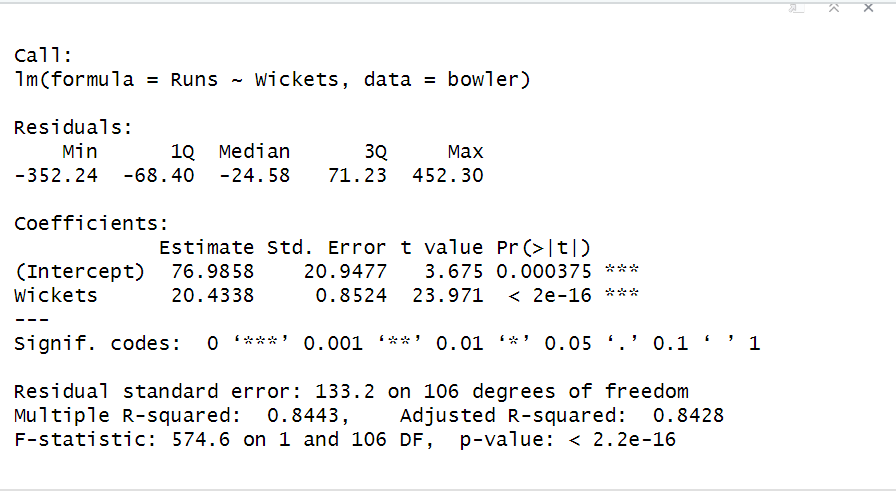 Call:
lm(formula = Runs ~ Wickets, data = bowler)
Residuals:
    Min      1Q  Median      3Q     Max
-352.24  -68.40  -24.58   71.23  452.30
Coefficients:
            Estimate Std. Error t value Pr(>|t|)
(Intercept)  76.9858    20.9477   3.675 0.000375 ***
Wickets      20.4338     0.8524  23.971  < 2e-16 ***
---
Signif. codes:  0 ‘***’ 0.001 ‘**’ 0.01 ‘*’ 0.05 ‘.’ 0.1 ‘ ’ 1
Residual standard error: 133.2 on 106 degrees of freedom
Multiple R-squared:  0.8443,    Adjusted R-squared:  0.8428
F-statistic: 574.6 on 1 and 106 DF,  p-value: < 2.2e-16